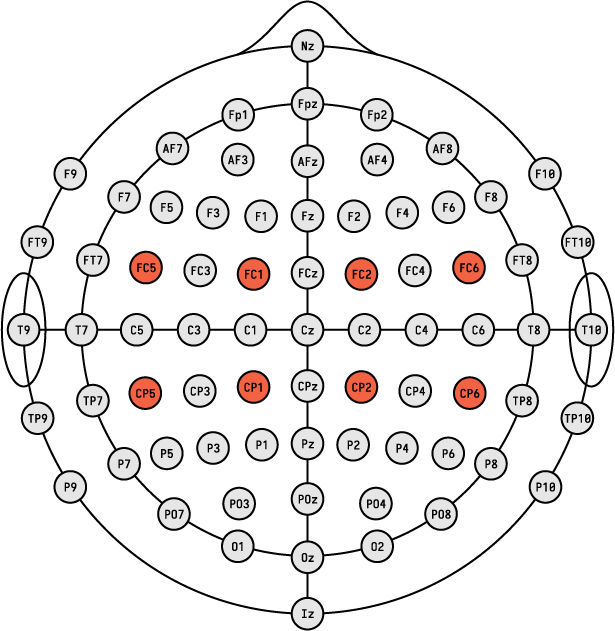 Nz
Fpz
Fp1 Fp2
AF7 AF8
AF3 AFz AF4
F9 F10
F7 F8
F5 F3 F1 Fz F2 F4 F6
FT9 FT10
FT7 FT8
FC5 FC3 FC1 FCz FC2 FC4 FC6
T9 T7 C5 C3 C1 Cz C2 C4 C6 T8 T10
CP5 CP3 CP1 CPz CP2 CP4 CP6
TP7 TP8
TP9 TP10
P5 P3 P1 Pz P2 P4 P6
P7 P8
P9 P10
PO3 POz PO4
PO7 PO8
O1 Oz O2
Iz